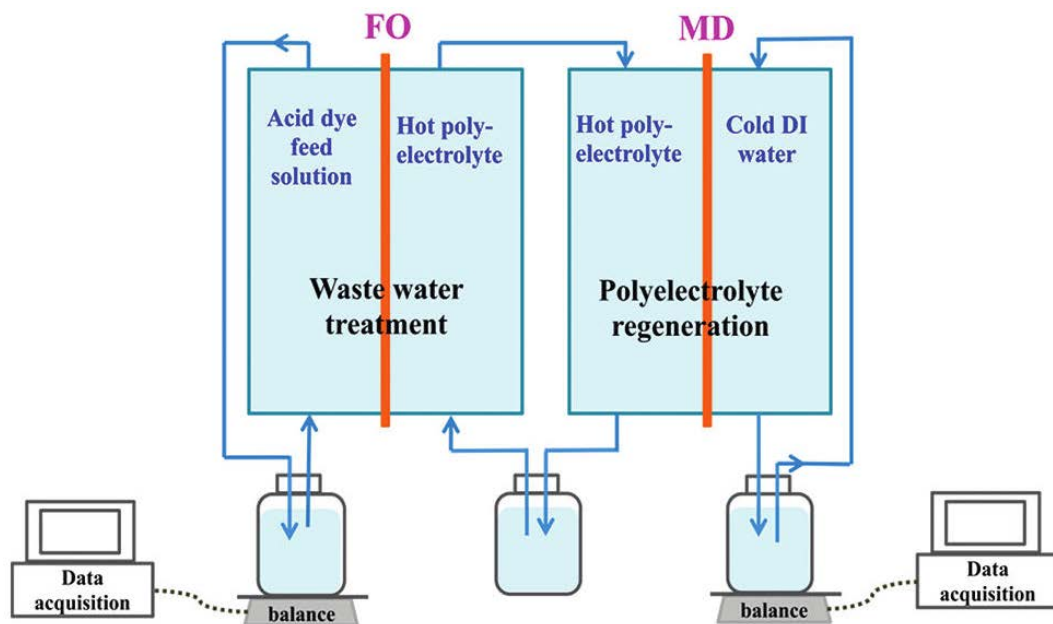 FO
MD
Acid dye
feed
solution
Hot poly-
electrolyte
Hot poly-
electrolyte
Cold DI
water
Waste water
treatment
Polyelectrolyte
regeneration
Data
acquisition
balance
balance
Data
acquisition